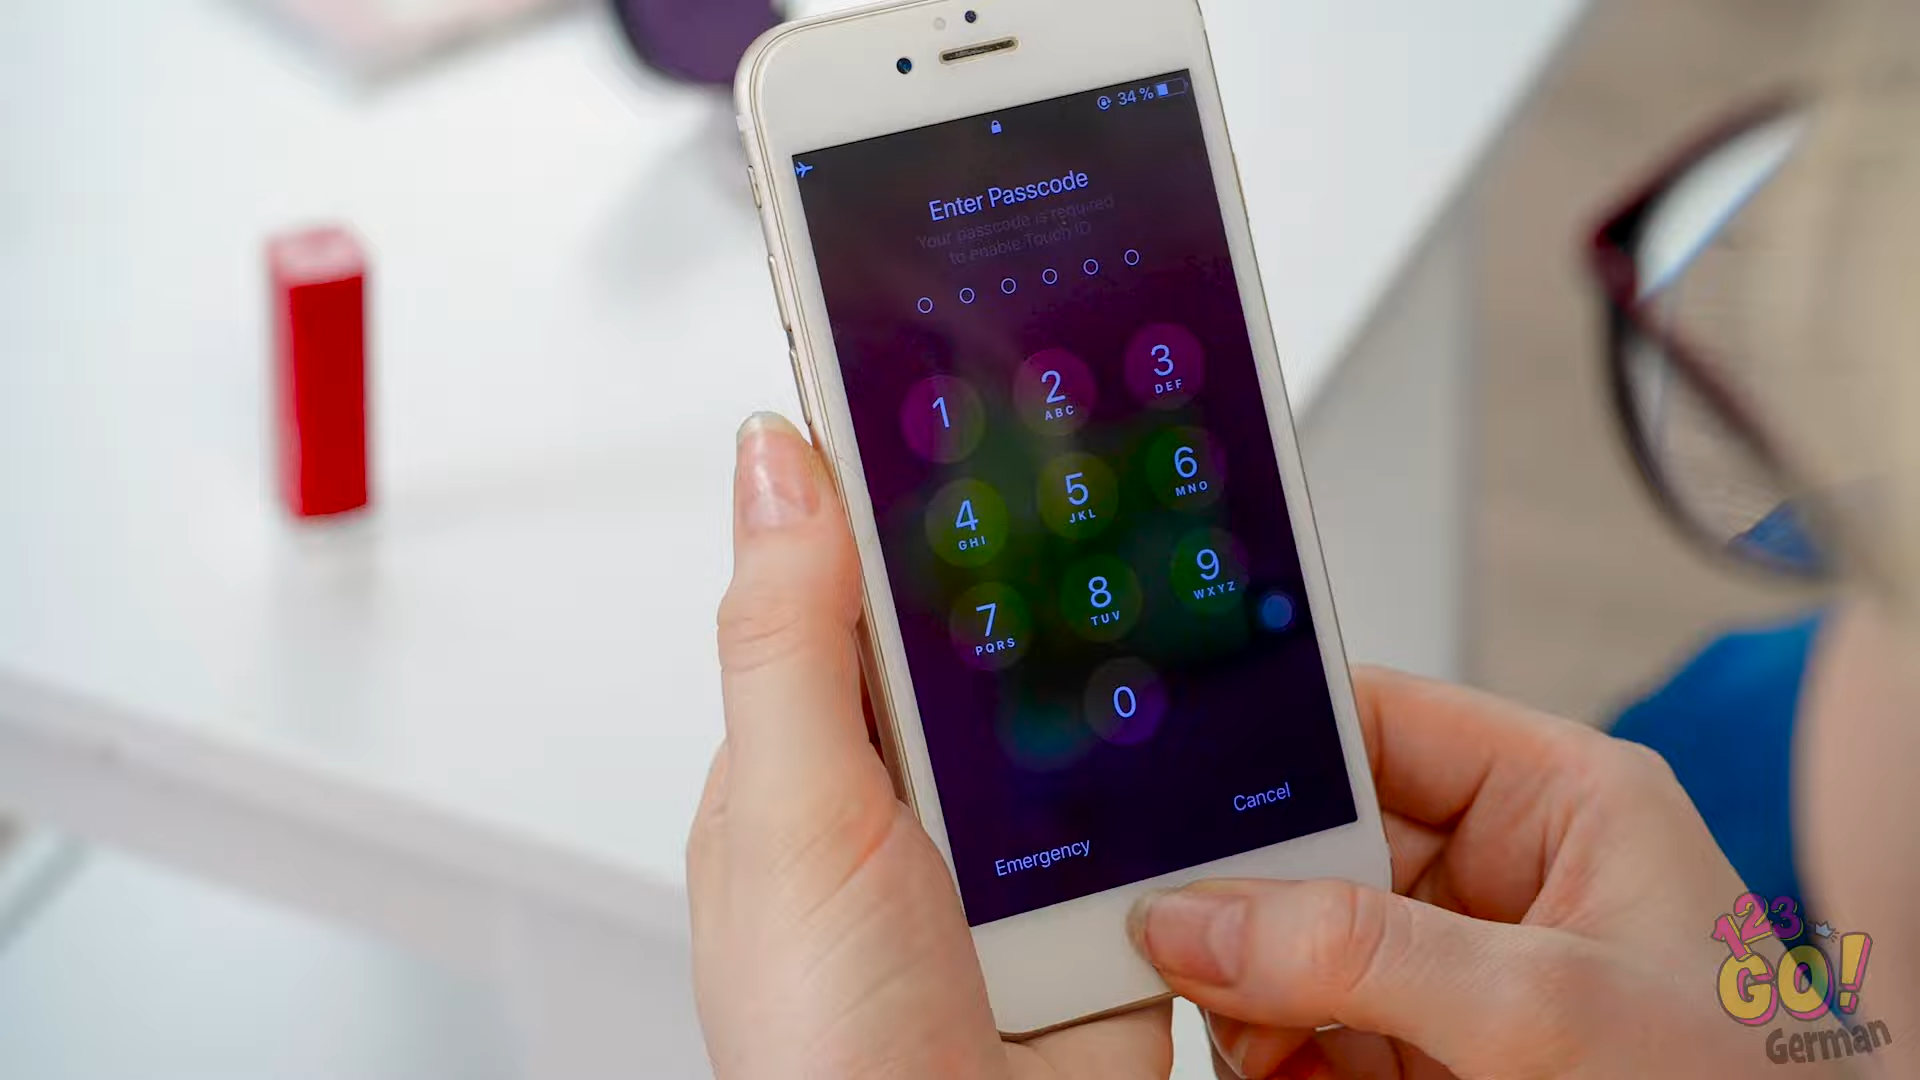 34 %
Enter Passcode
Your passcode is required
to enable Touch ID
1
2
ABC
3
DEF
4
GHI
5
JKL
6
MNO
7
PQRS
8
TUV
9
WXYZ
0
Cancel
Emergency
123
GO!
German